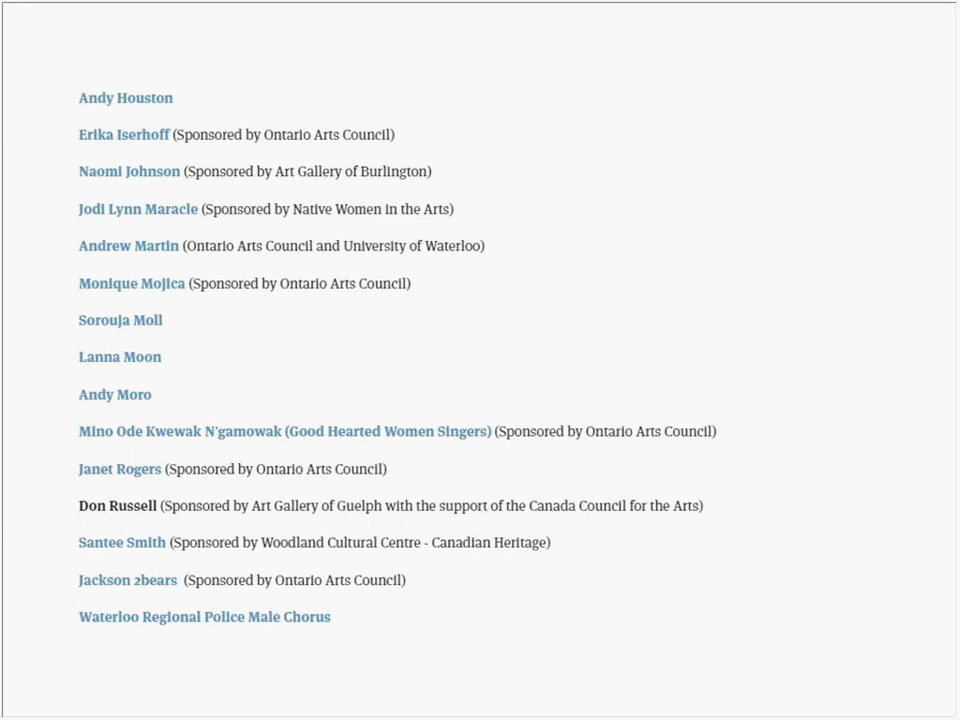 Andy Houston
Erika Iserhoff (Sponsored by Ontario Arts Council)
Naomi Johnson (Sponsored by Art Gallery of Burlington)
Jodi Lynn Maracle (Sponsored by Native Women in the Arts)
Andrew Martin (Ontario Arts Council and University of Waterloo)
Monique Mojica (Sponsored by Ontario Arts Council)
Sorouja Moll
Lanna Moon
Andy Moro
Mino Ode Kwewak N'gamowak (Good Hearted Women Singers) (Sponsored by Ontario Arts Council)
Janet Rogers (Sponsored by Ontario Arts Council)
Don Russell (Sponsored by Art Gallery of Guelph with the support of the Canada Council for the Arts)
Santee Smith (Sponsored by Woodland Cultural Centre - Canadian Heritage)
Jackson 2bears (Sponsored by Ontario Arts Council)
Waterloo Regional Police Male Chorus